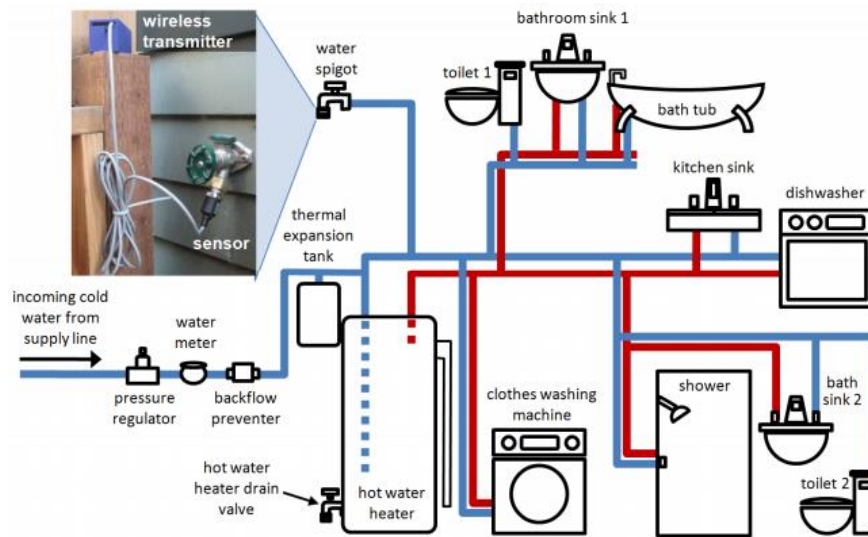 wireless
transmitter
sensor
water
spigot
toilet 1
bathroom sink 1
bath tub
kitchen sink
dishwasher
thermal
expansion
tank
incoming cold
water from
supply line
water
meter
pressure
regulator
backflow
preventer
hot water
heater drain
valve
hot water
heater
clothes washing
machine
shower
bath
sink 2
toilet 2